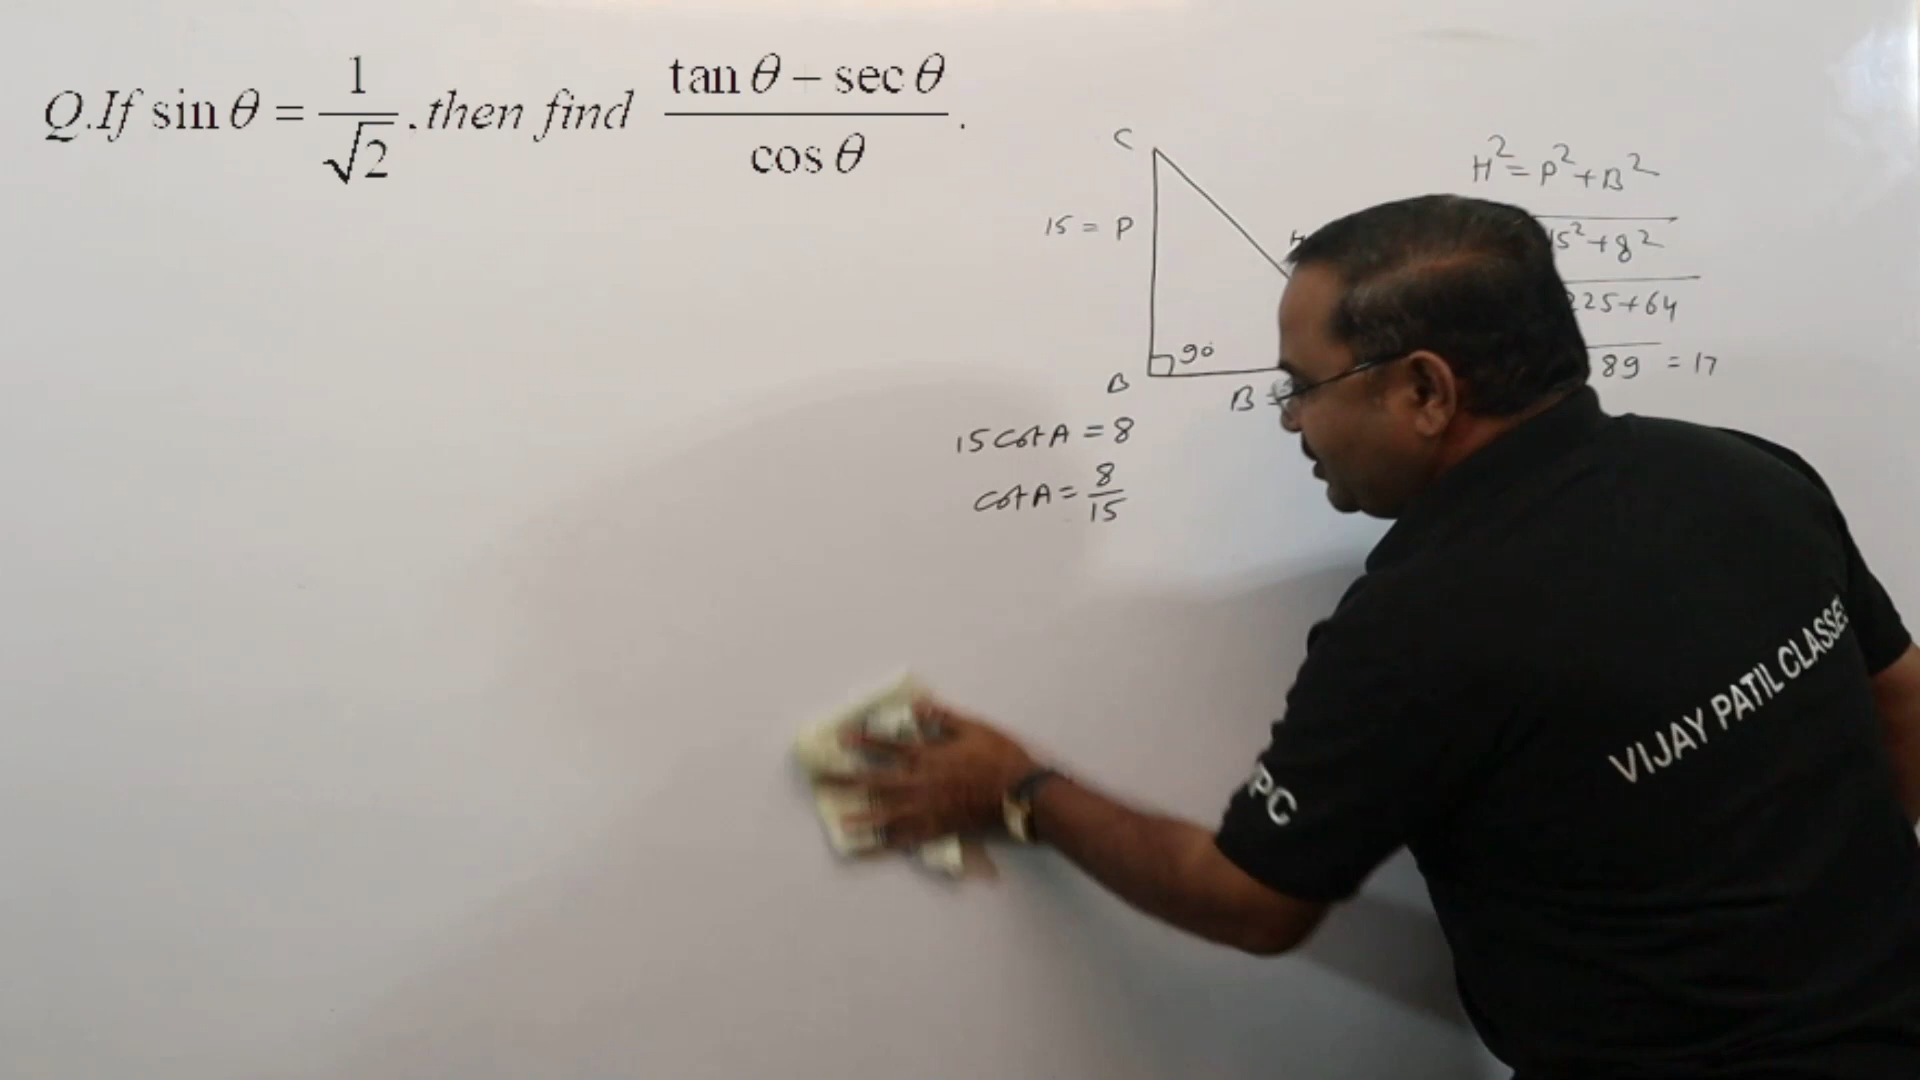 Q.If sin θ = 1/√2 .then find (tan θ − sec θ)/cos θ .
C
15 = P
90°
B
B =
15 cot A = 8
cot A = 8/15
H² = P² + B²
15² + 8²
225 + 64
89 = 17
VIJAY PATIL CLASSES
VPC